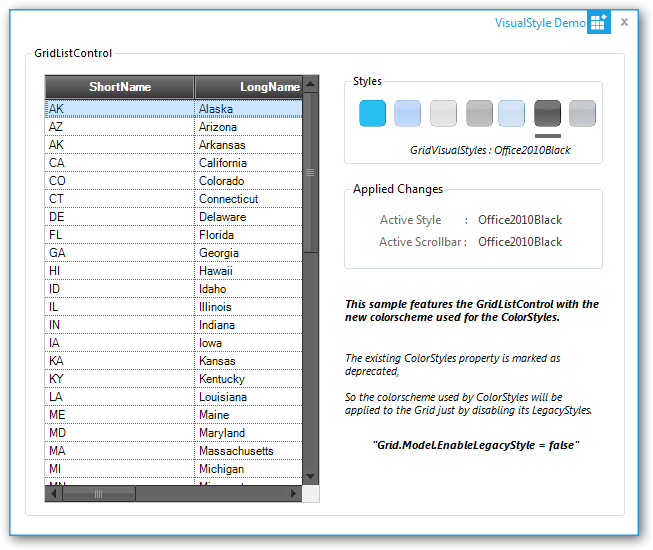 VisualStyle Demo
x
GridListControl
ShortName LongName
AK Alaska
AZ Arizona
AK Arkansas
CA California
CO Colorado
CT Connecticut
DE Delaware
FL Florida
GA Georgia
HI Hawaii
ID Idaho
IL Illinois
IN Indiana
IA Iowa
KA Kansas
KY Kentucky
LA Louisiana
ME Maine
MD Maryland
MA Massachusetts
MI Michigan
MN
Styles
GridVisualStyles : Office2010Black
Applied Changes
Active Style : Office2010Black
Active Scrollbar : Office2010Black
This sample features the GridListControl with the
new colorscheme used for the ColorStyles.
The existing ColorStyles property is marked as
deprecated,
So the colorscheme used by ColorStyles will be
applied to the Grid just by disabling its LegacyStyles.
"Grid.Model.EnableLegacyStyle = false"